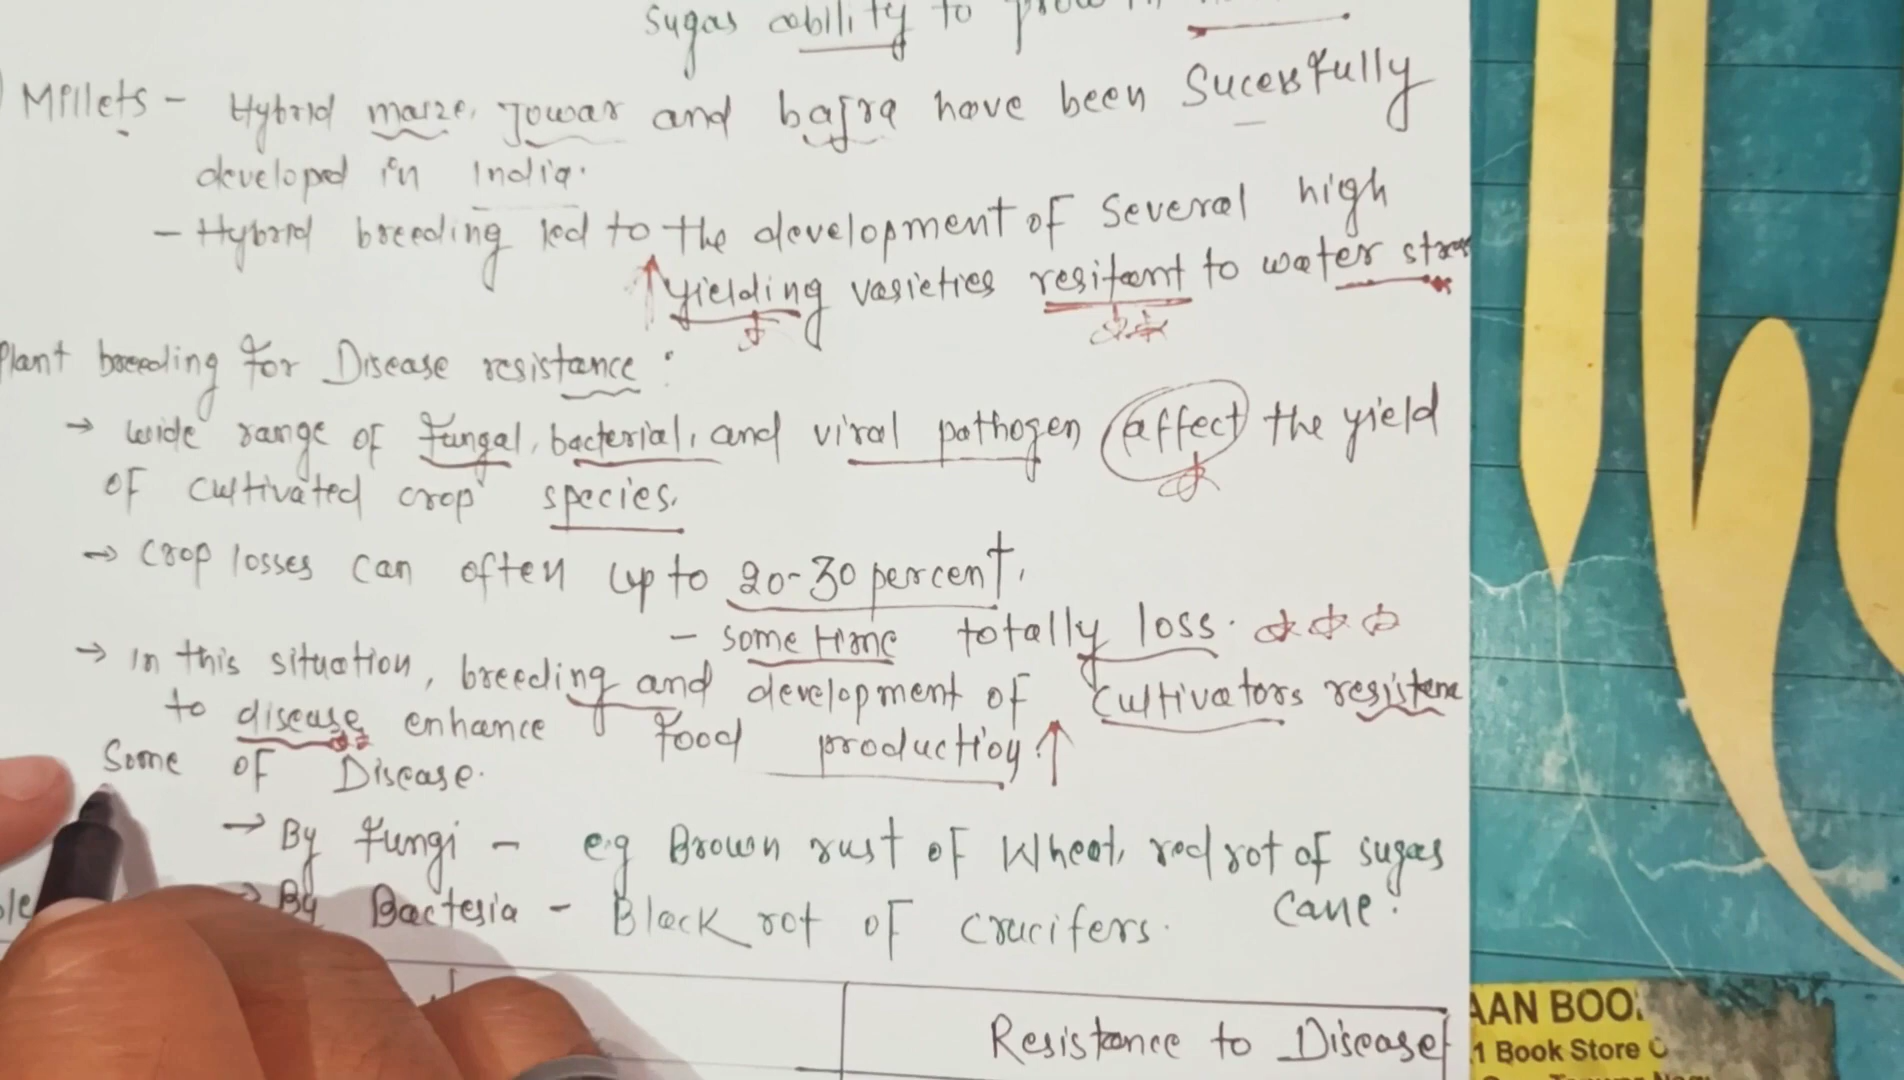 sugar ability to
Millets - Hybrid maize, Jowar and bajra have been Sucessfully
developed in India.
- Hybrid breeding led to the development of several high
↑ yielding varieties resitant to water
Plant breeding for Disease resistance :
→ wide range of fungal, bacterial, and viral pathogen affect the yield
of cultivated crop species.
→ crop losses can often up to 20-30 percent.
- some time totally loss.
→ In this situation, breeding and development of cultivators
to disease enhance food production ↑
Some of Disease.
→ By fungi - e.g Brown rust of Wheat, red rot of sugar
cane.
→ By Bacteria - Black rot of crucifers.
Resistance to Disease
AAN BOO
1 Book Store